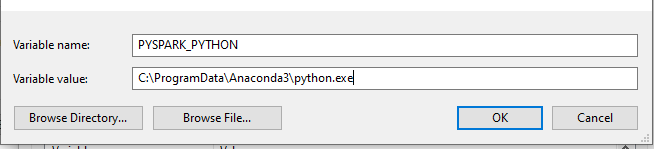 Variable name: PYSPARK_PYTHON
Variable value: C:\ProgramData\Anaconda3\python.exe
Browse Directory... Browse File... OK Cancel